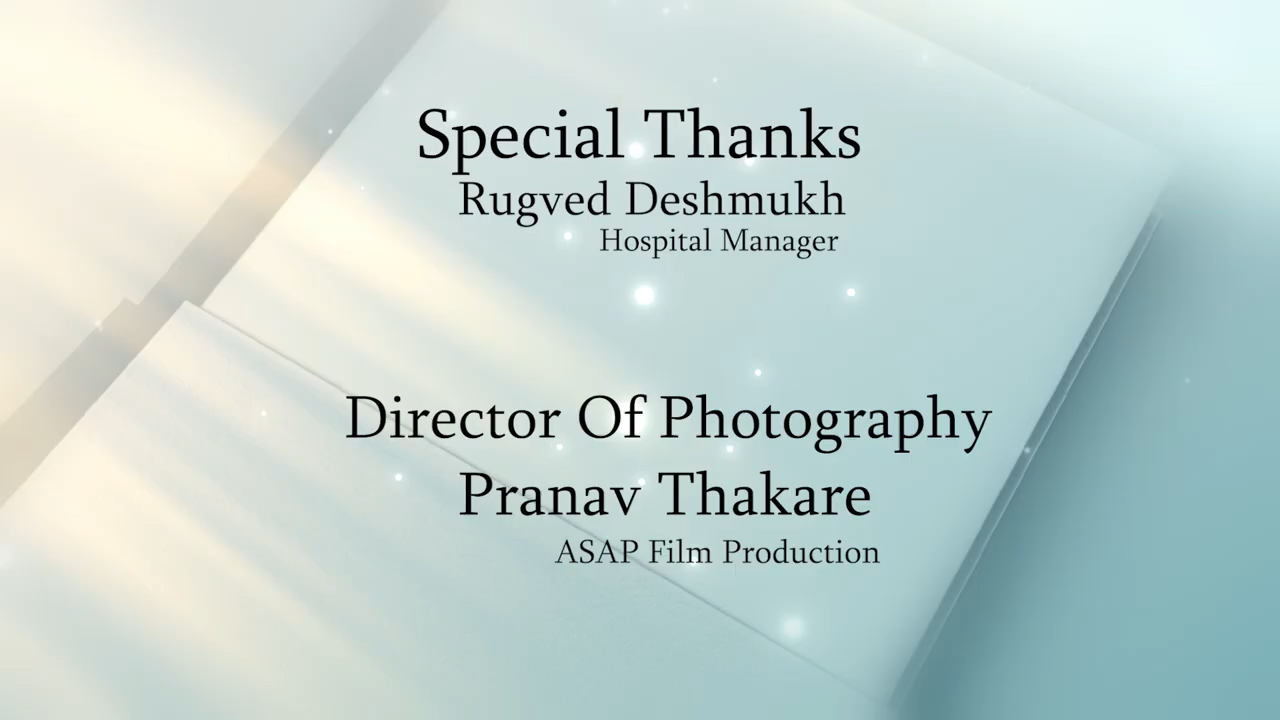 Special Thanks
Rugved Deshmukh
Hospital Manager
Director Of Photography
Pranav Thakare
ASAP Film Production